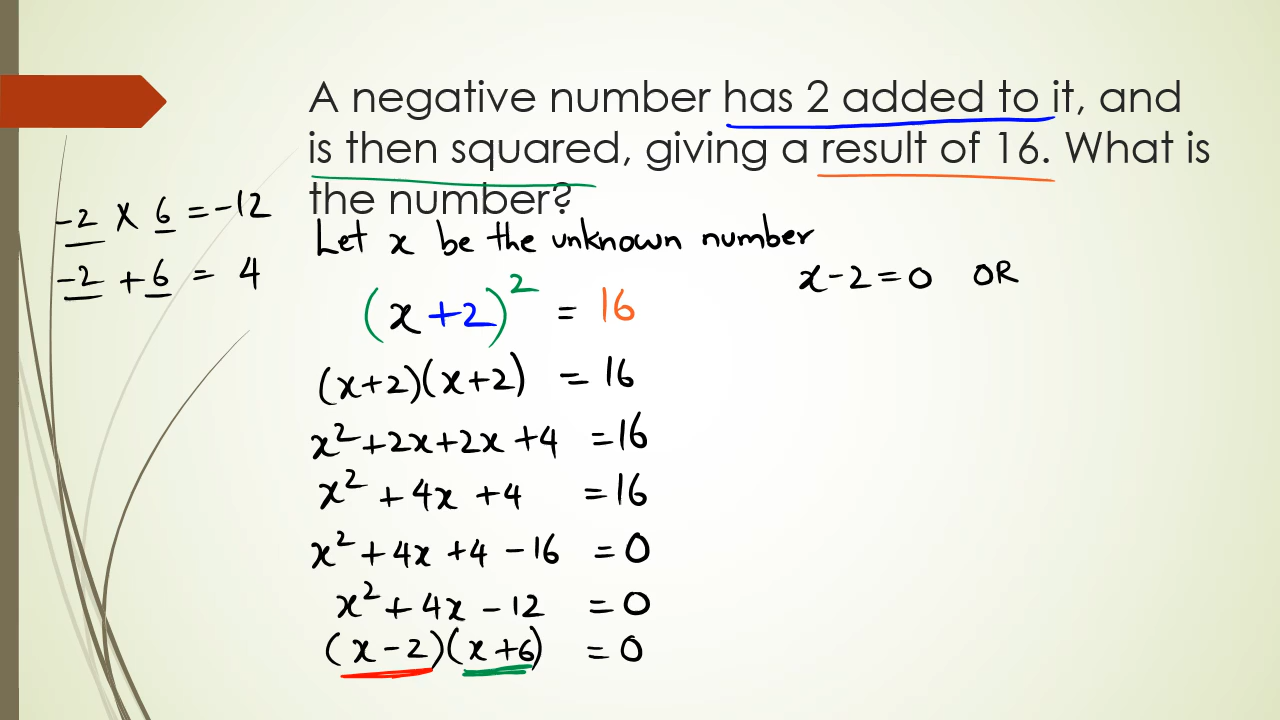 A negative number has 2 added to it, and
is then squared, giving a result of 16. What is
the number?
-2 × 6 = -12
-2 + 6 = 4
Let x be the unknown number
(x +2)² = 16
(x+2)(x+2) = 16
x² +2x+2x +4 = 16
x² + 4x +4 = 16
x² + 4x +4 - 16 = 0
x² + 4x - 12 = 0
(x - 2)(x +6) = 0
x - 2 = 0 OR